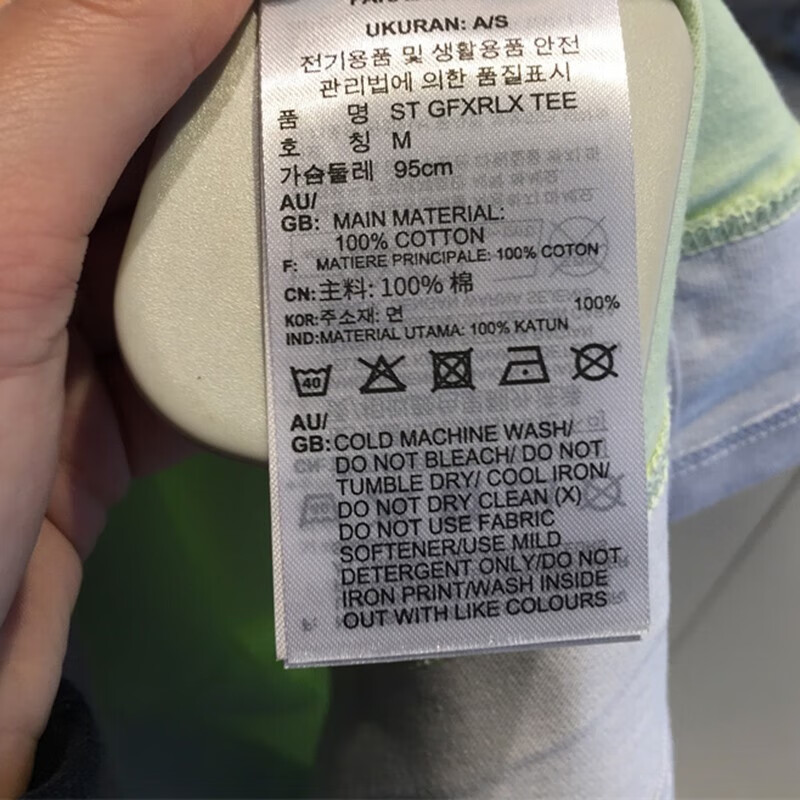 UKURAN: A/S
전기용품 및 생활용품 안전
관리법에 의한 품질표시
품 명 ST GFXRLX TEE
호 칭 M
가슴둘레 95cm
AU/
GB: MAIN MATERIAL:
100% COTTON
F: MATIERE PRINCIPALE: 100% COTON
CN:主料: 100% 棉
KOR:주소재: 면 100%
IND:MATERIAL UTAMA: 100% KATUN
40
AU/
GB:COLD MACHINE WASH/
DO NOT BLEACH/ DO NOT
TUMBLE DRY/ COOL IRON/
DO NOT DRY CLEAN (X)
DO NOT USE FABRIC
SOFTENER/USE MILD
DETERGENT ONLY/DO NOT
IRON PRINT/WASH INSIDE
OUT WITH LIKE COLOURS